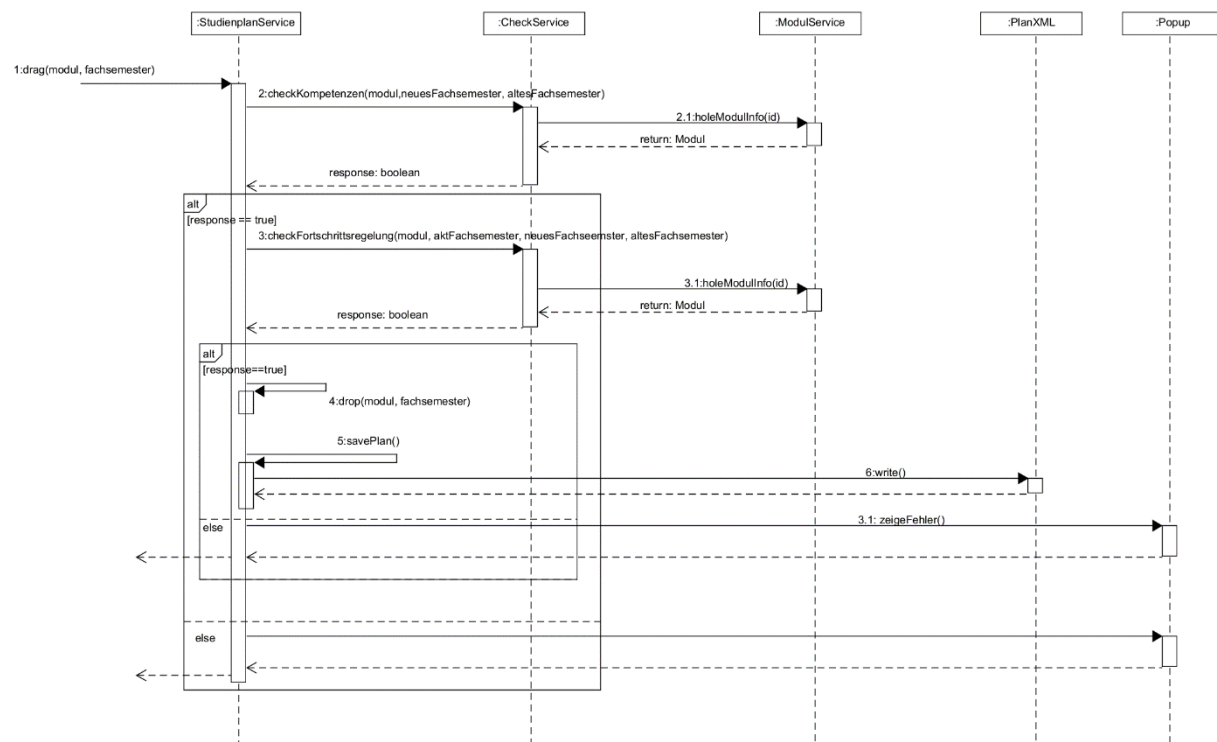 :StudienplanService
:CheckService
:ModulService
:PlanXML
:Popup
1:drag(modul, fachsemester)
2:checkKompetenzen(modul,neuesFachsemester, altesFachsemester)
2.1:holeModulInfo(id)
return: Modul
response: boolean
alt
[response == true]
3:checkFortschrittsregelung(modul, aktFachsemester, neuesFachseemster, altesFachsemester)
3.1:holeModulInfo(id)
return: Modul
response: boolean
alt
[response==true]
4:drop(modul, fachsemester)
5:savePlan()
6:write()
3.1: zeigeFehler()
else
else